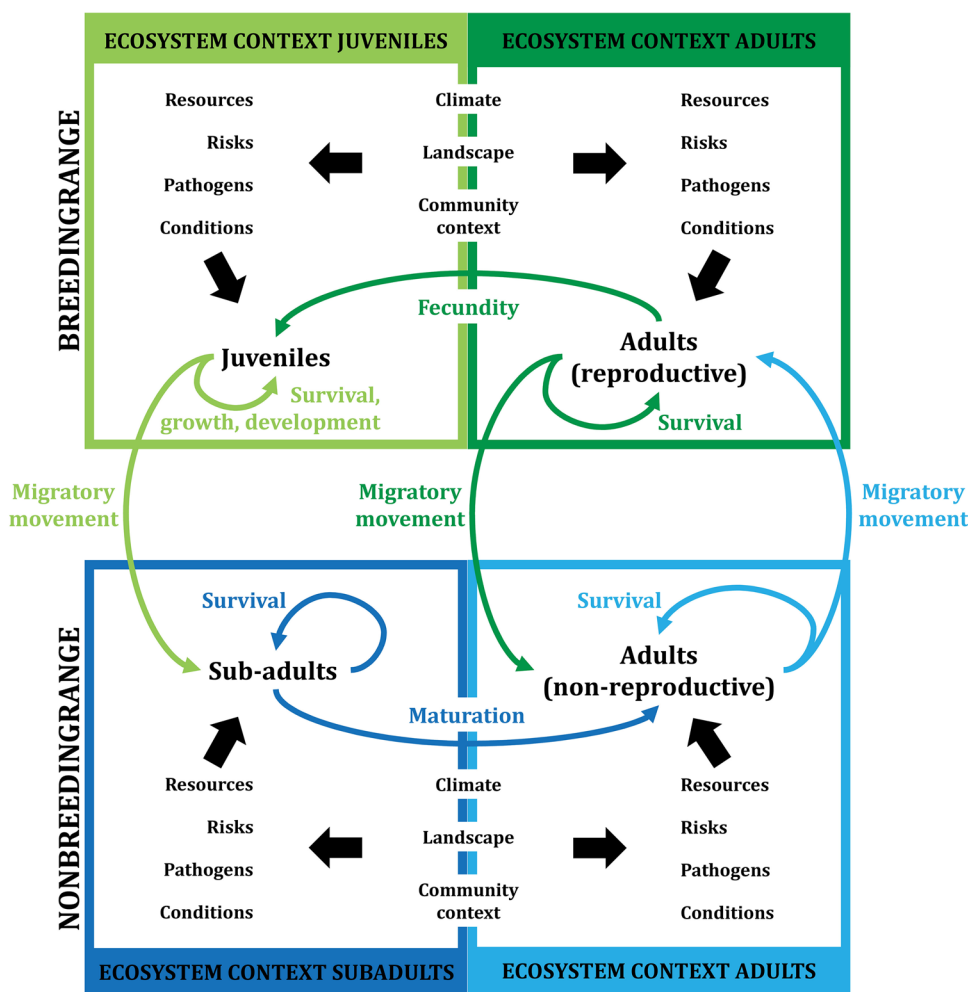 ECOSYSTEM CONTEXT JUVENILES
ECOSYSTEM CONTEXT ADULTS
BREEDINGRANGE
Resources
Risks
Pathogens
Conditions
Climate
Landscape
Community
context
Resources
Risks
Pathogens
Conditions
Fecundity
Juveniles
Survival,
growth, development
Adults
(reproductive)
Survival
Migratory
movement
Migratory
movement
Migratory
movement
NONBREEDINGRANGE
Survival
Sub-adults
Survival
Adults
(non-reproductive)
Maturation
Resources
Risks
Pathogens
Conditions
Climate
Landscape
Community
context
Resources
Risks
Pathogens
Conditions
ECOSYSTEM CONTEXT SUBADULTS
ECOSYSTEM CONTEXT ADULTS